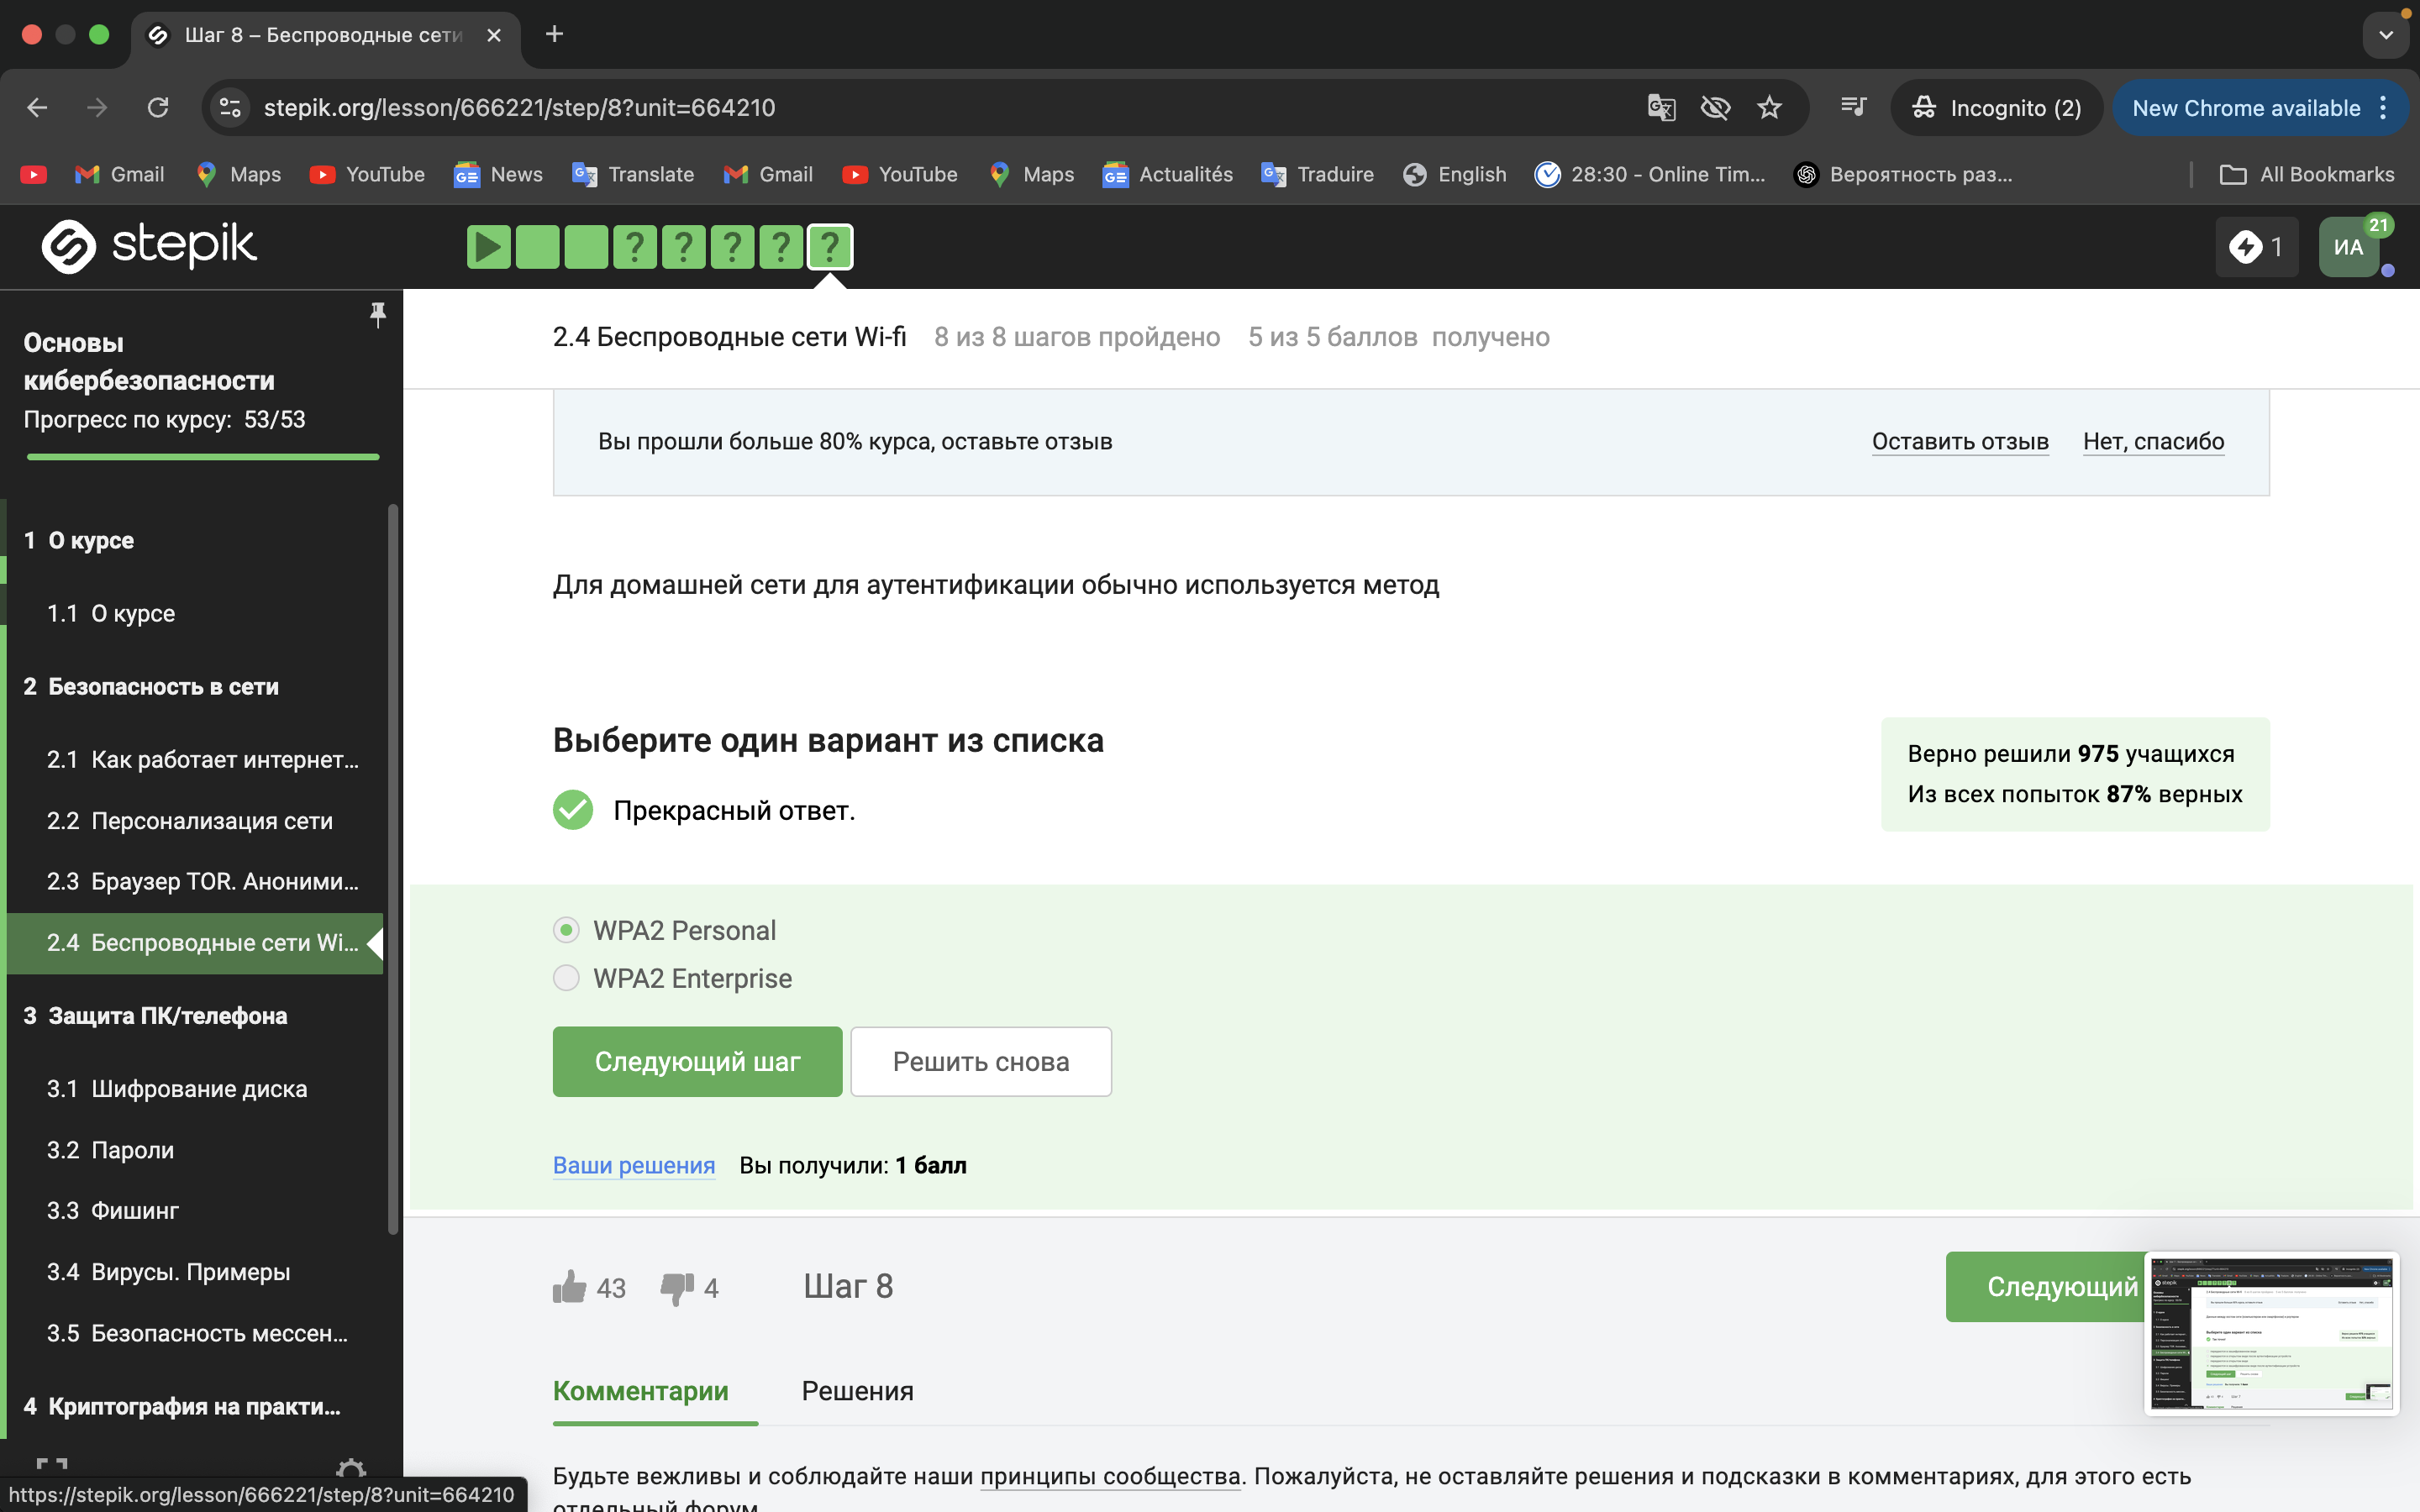 Шаг 8 – Беспроводные сети
stepik.org/lesson/666221/step/8?unit=664210
Incognito (2)
New Chrome available
Gmail
Maps
YouTube
News
Translate
Gmail
YouTube
Maps
Actualités
Traduire
English
28:30 - Online Tim...
Вероятность раз...
All Bookmarks
stepik
? ? ? ? ?
1
ИА
21
Основы
кибербезопасности
Прогресс по курсу: 53/53
1 О курсе
1.1 О курсе
2 Безопасность в сети
2.1 Как работает интернет...
2.2 Персонализация сети
2.3 Браузер TOR. Аноними...
2.4 Беспроводные сети Wi...
3 Защита ПК/телефона
3.1 Шифрование диска
3.2 Пароли
3.3 Фишинг
3.4 Вирусы. Примеры
3.5 Безопасность мессен...
4 Криптография на практи...
https://stepik.org/lesson/666221/step/8?unit=664210
2.4 Беспроводные сети Wi-fi 8 из 8 шагов пройдено 5 из 5 баллов получено
Вы прошли больше 80% курса, оставьте отзыв
Оставить отзыв
Нет, спасибо
Для домашней сети для аутентификации обычно используется метод
Выберите один вариант из списка
Прекрасный ответ.
Верно решили 975 учащихся
Из всех попыток 87% верных
WPA2 Personal
WPA2 Enterprise
Следующий шаг
Решить снова
Ваши решения Вы получили: 1 балл
43
4
Шаг 8
Следующий
Комментарии
Решения
Будьте вежливы и соблюдайте наши принципы сообщества. Пожалуйста, не оставляйте решения и подсказки в комментариях, для этого есть
отдельный форум.